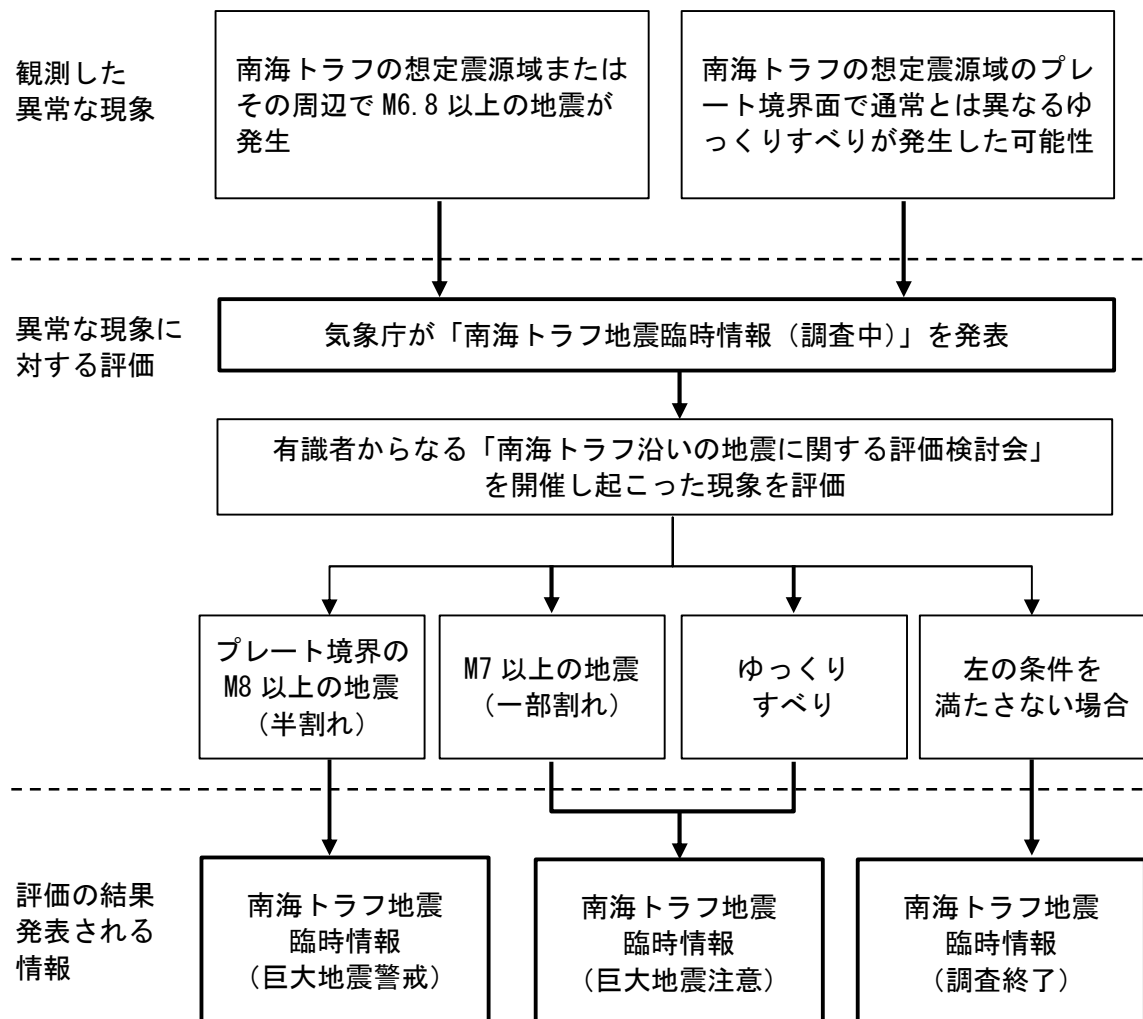 観測した
異常な現象
南海トラフの想定震源域または
その周辺で M6.8 以上の地震が
発生
南海トラフの想定震源域のプレ
ート境界面で通常とは異なるゆ
っくりすべりが発生した可能性
異常な現象に
対する評価
気象庁が「南海トラフ地震臨時情報（調査中）」を発表
有識者からなる「南海トラフ沿いの地震に関する評価検討会」
を開催し起こった現象を評価
プレート境界の
M8 以上の地震
（半割れ）
M7 以上の地震
（一部割れ）
ゆっくり
すべり
左の条件を
満たさない場合
評価の結果
発表される
情報
南海トラフ地震
臨時情報
（巨大地震警戒）
南海トラフ地震
臨時情報
（巨大地震注意）
南海トラフ地震
臨時情報
（調査終了）